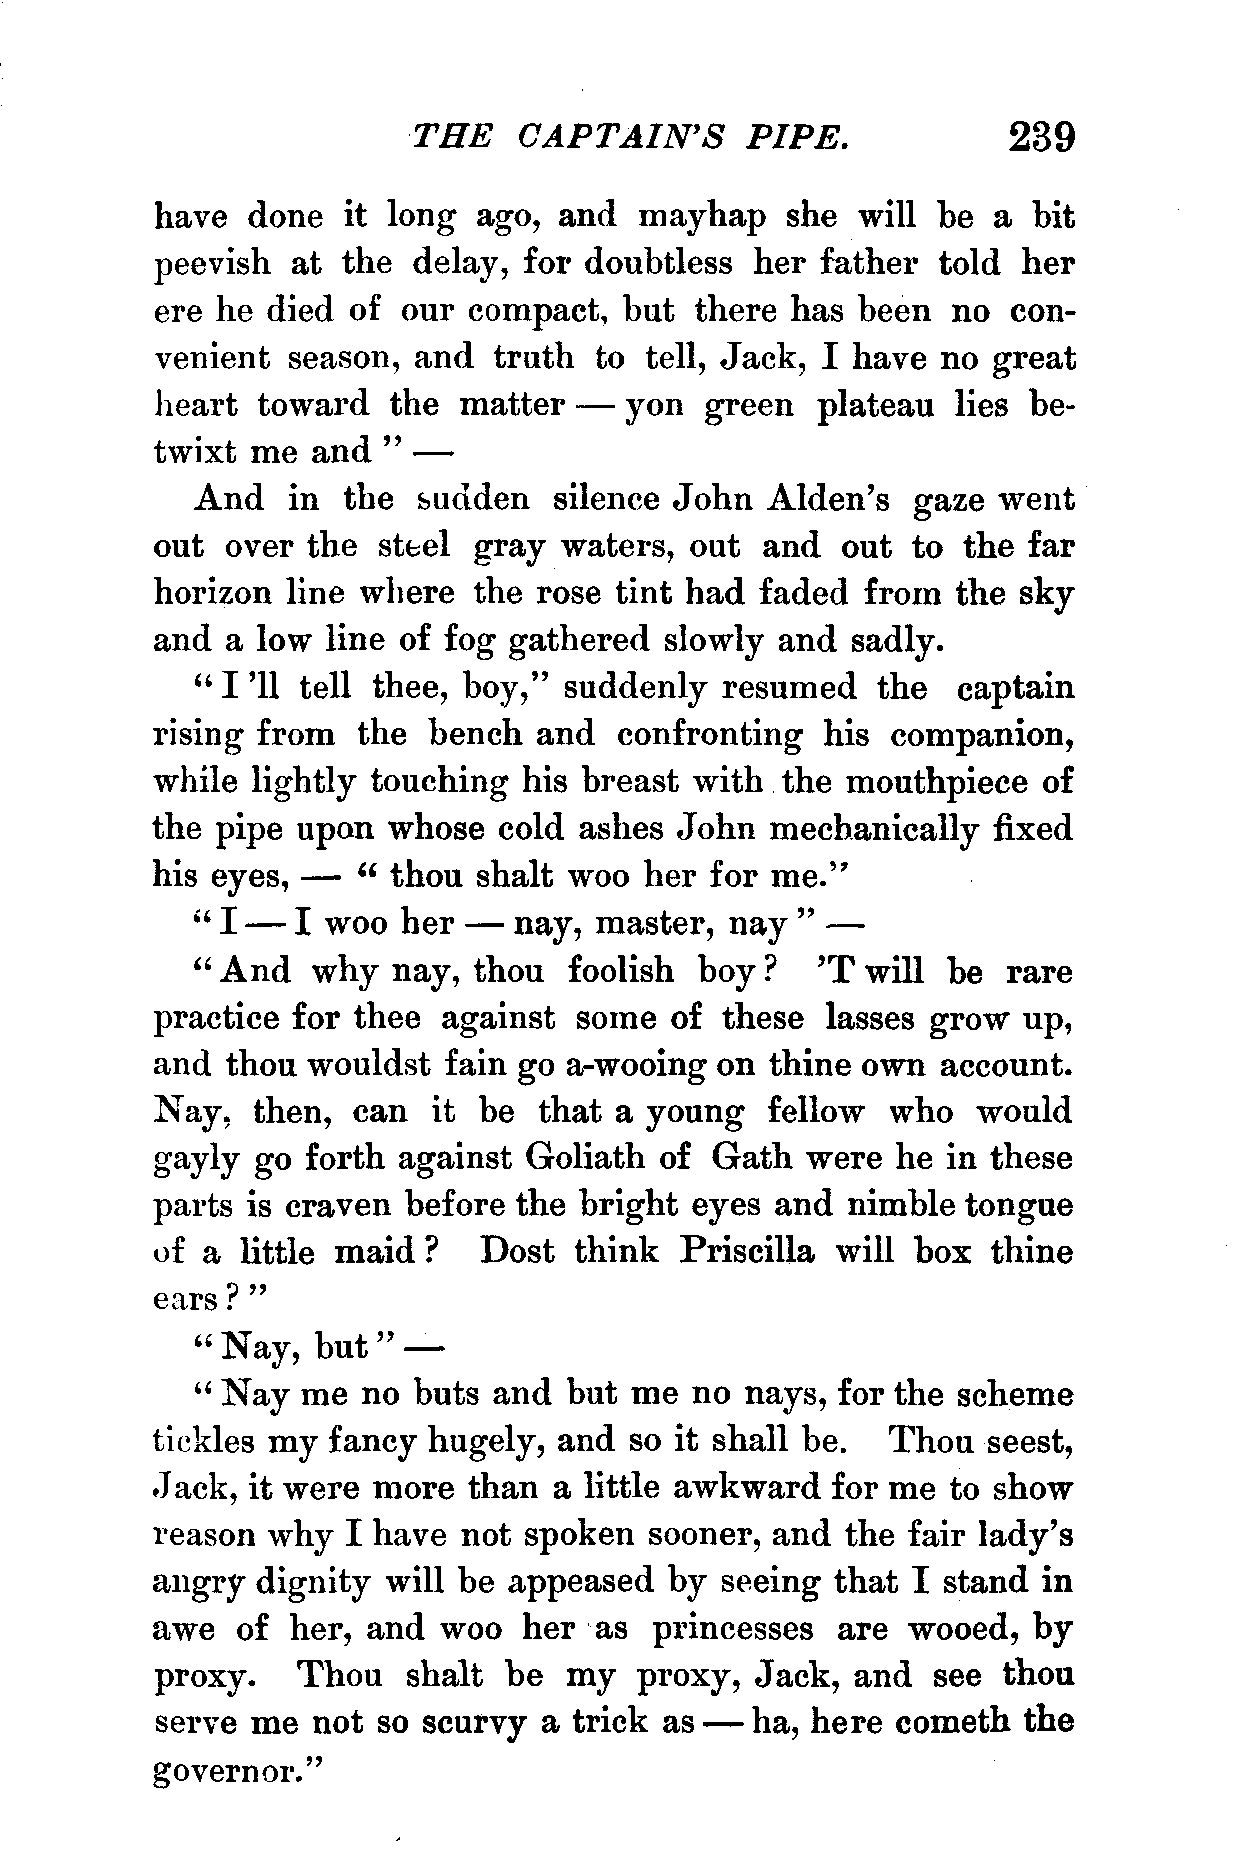 THE CAPTAIN'S PIPE. 239
have done it long ago, and mayhap she will be a bit
peevish at the delay, for doubtless her father told her
ere he died of our compact, but there has been no con-
venient season, and truth to tell, Jack, I have no great
heart toward the matter — yon green plateau lies be-
twixt me and " —
And in the sudden silence John Alden's gaze went
out over the steel gray waters, out and out to the far
horizon line where the rose tint had faded from the sky
and a low line of fog gathered slowly and sadly.
" I 'll tell thee, boy," suddenly resumed the captain
rising from the bench and confronting his companion,
while lightly touching his breast with the mouthpiece of
the pipe upon whose cold ashes John mechanically fixed
his eyes, — " thou shalt woo her for me."
" I — I woo her — nay, master, nay " —
" And why nay, thou foolish boy ? 'T will be rare
practice for thee against some of these lasses grow up,
and thou wouldst fain go a-wooing on thine own account.
Nay, then, can it be that a young fellow who would
gayly go forth against Goliath of Gath were he in these
parts is craven before the bright eyes and nimble tongue
of a little maid ? Dost think Priscilla will box thine
ears ? "
" Nay, but " —
" Nay me no buts and but me no nays, for the scheme
tickles my fancy hugely, and so it shall be. Thou seest,
Jack, it were more than a little awkward for me to show
reason why I have not spoken sooner, and the fair lady's
angry dignity will be appeased by seeing that I stand in
awe of her, and woo her as princesses are wooed, by
proxy. Thou shalt be my proxy, Jack, and see thou
serve me not so scurvy a trick as — ha, here cometh the
governor."